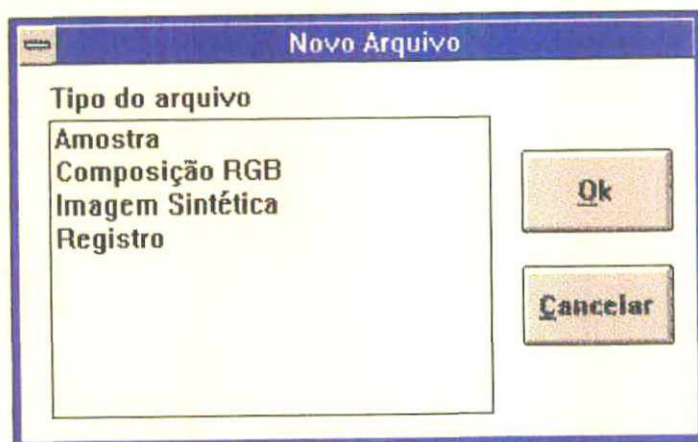 Novo Arquivo
Tipo do arquivo
Amostra
Composição RGB
Imagem Sintética
Registro
Ok
Cancelar